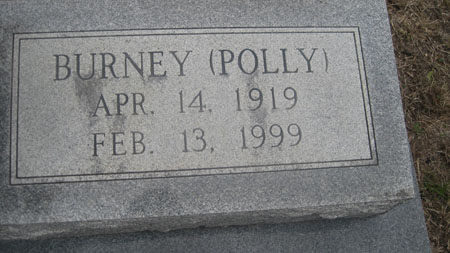 BURNEY (POLLY)
APR. 14, 1919
FEB. 13, 1999